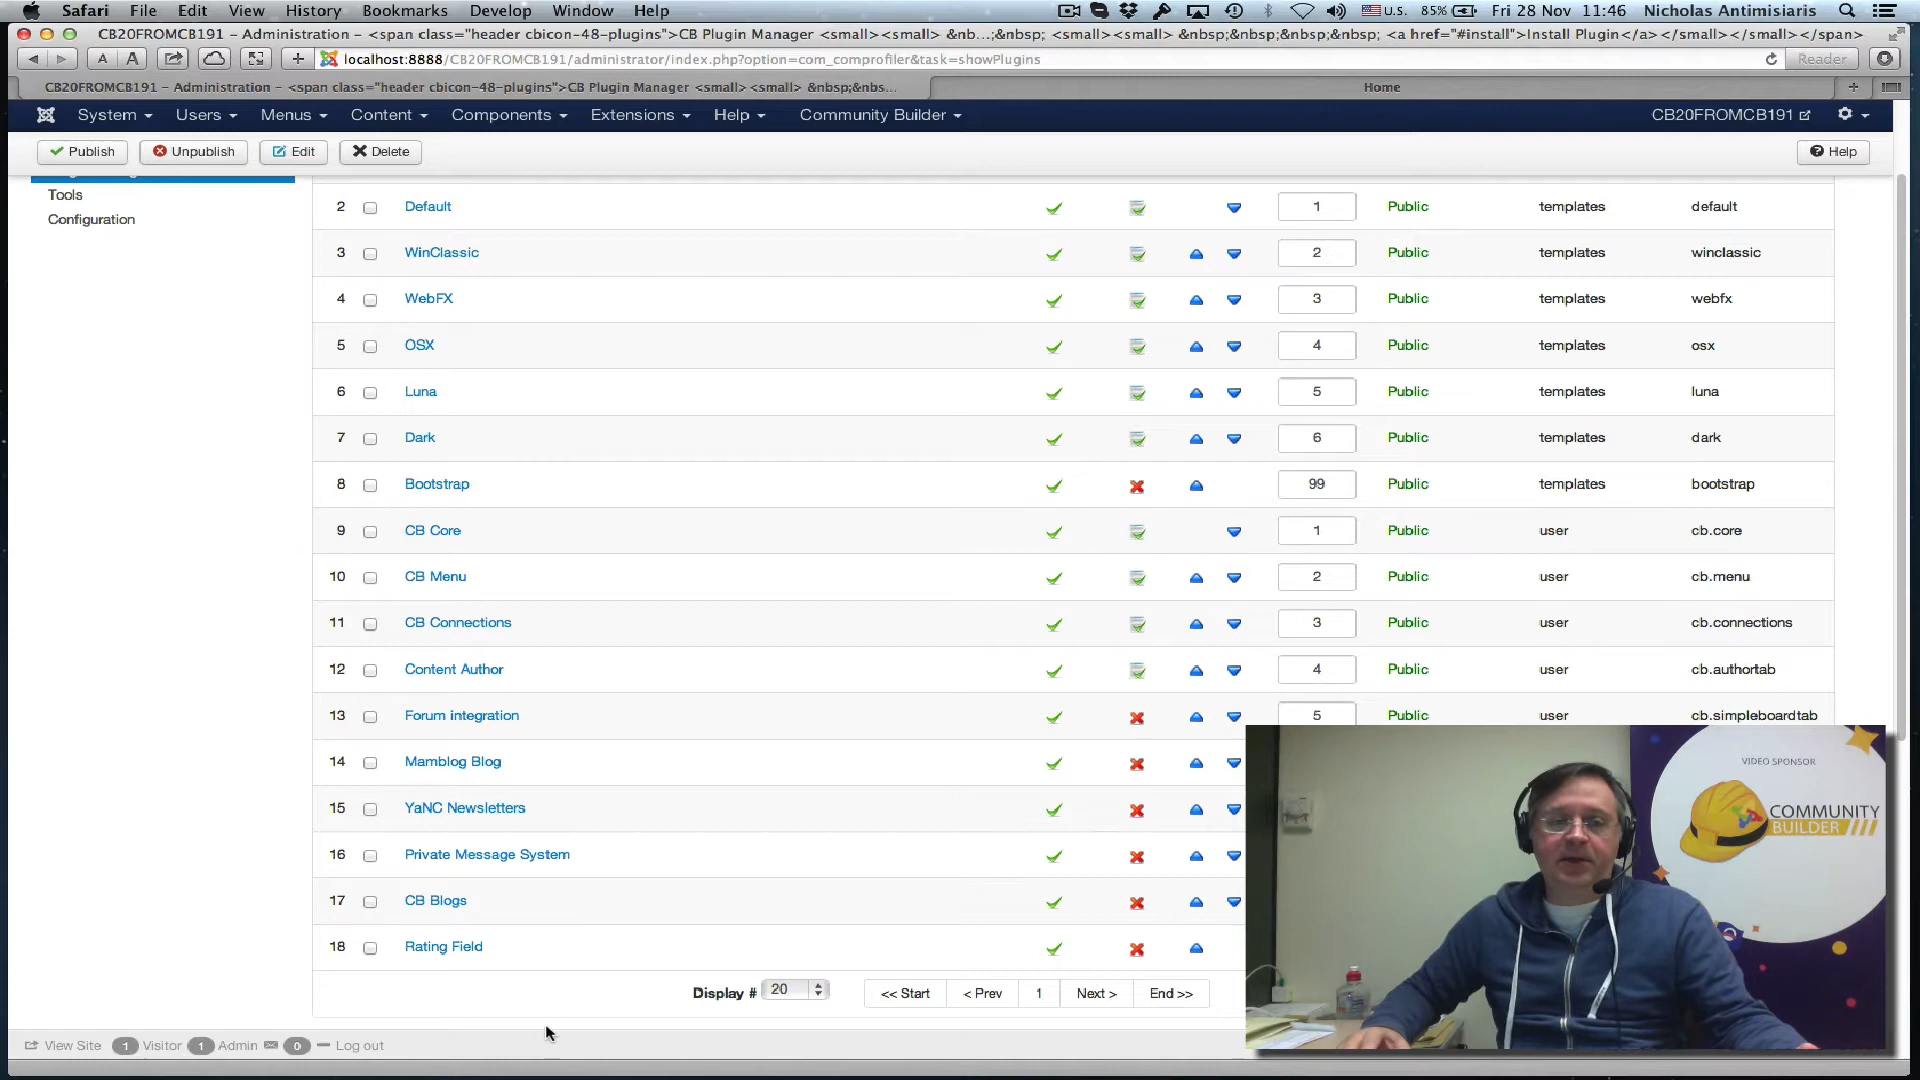 Safari File Edit View History Bookmarks Develop Window Help U.S. 85% Fri 28 Nov 11:46 Nicholas Antimisiaris
CB20FROMCB191 - Administration - <span class="header cbicon-48-plugins">CB Plugin Manager <small><small> &nb...;&nbsp; <small><small> &nbsp;&nbsp;&nbsp; <a href="#install">Install Plugin</a></small></small></span>
A A + localhost:8888/CB20FROMCB191/administrator/index.php?option=com_comprofiler&task=showPlugins Reader
CB20FROMCB191 - Administration - <span class="header cbicon-48-plugins">CB Plugin Manager <small><small> &nbsp;&nbs... Home +
System Users Menus Content Components Extensions Help Community Builder CB20FROMCB191
Publish Unpublish Edit Delete Help
Tools
Configuration
2 Default 1 Public templates default
3 WinClassic 2 Public templates winclassic
4 WebFX 3 Public templates webfx
5 OSX 4 Public templates osx
6 Luna 5 Public templates luna
7 Dark 6 Public templates dark
8 Bootstrap 99 Public templates bootstrap
9 CB Core 1 Public user cb.core
10 CB Menu 2 Public user cb.menu
11 CB Connections 3 Public user cb.connections
12 Content Author 4 Public user cb.authortab
13 Forum integration 5 Public user cb.simpleboardtab
14 Mamblog Blog
15 YaNC Newsletters
16 Private Message System
17 CB Blogs
18 Rating Field
Display # 20 << Start < Prev 1 Next > End >>
View Site 1 Visitor 1 Admin 0 Log out
VIDEO SPONSOR
COMMUNITY
BUILDER